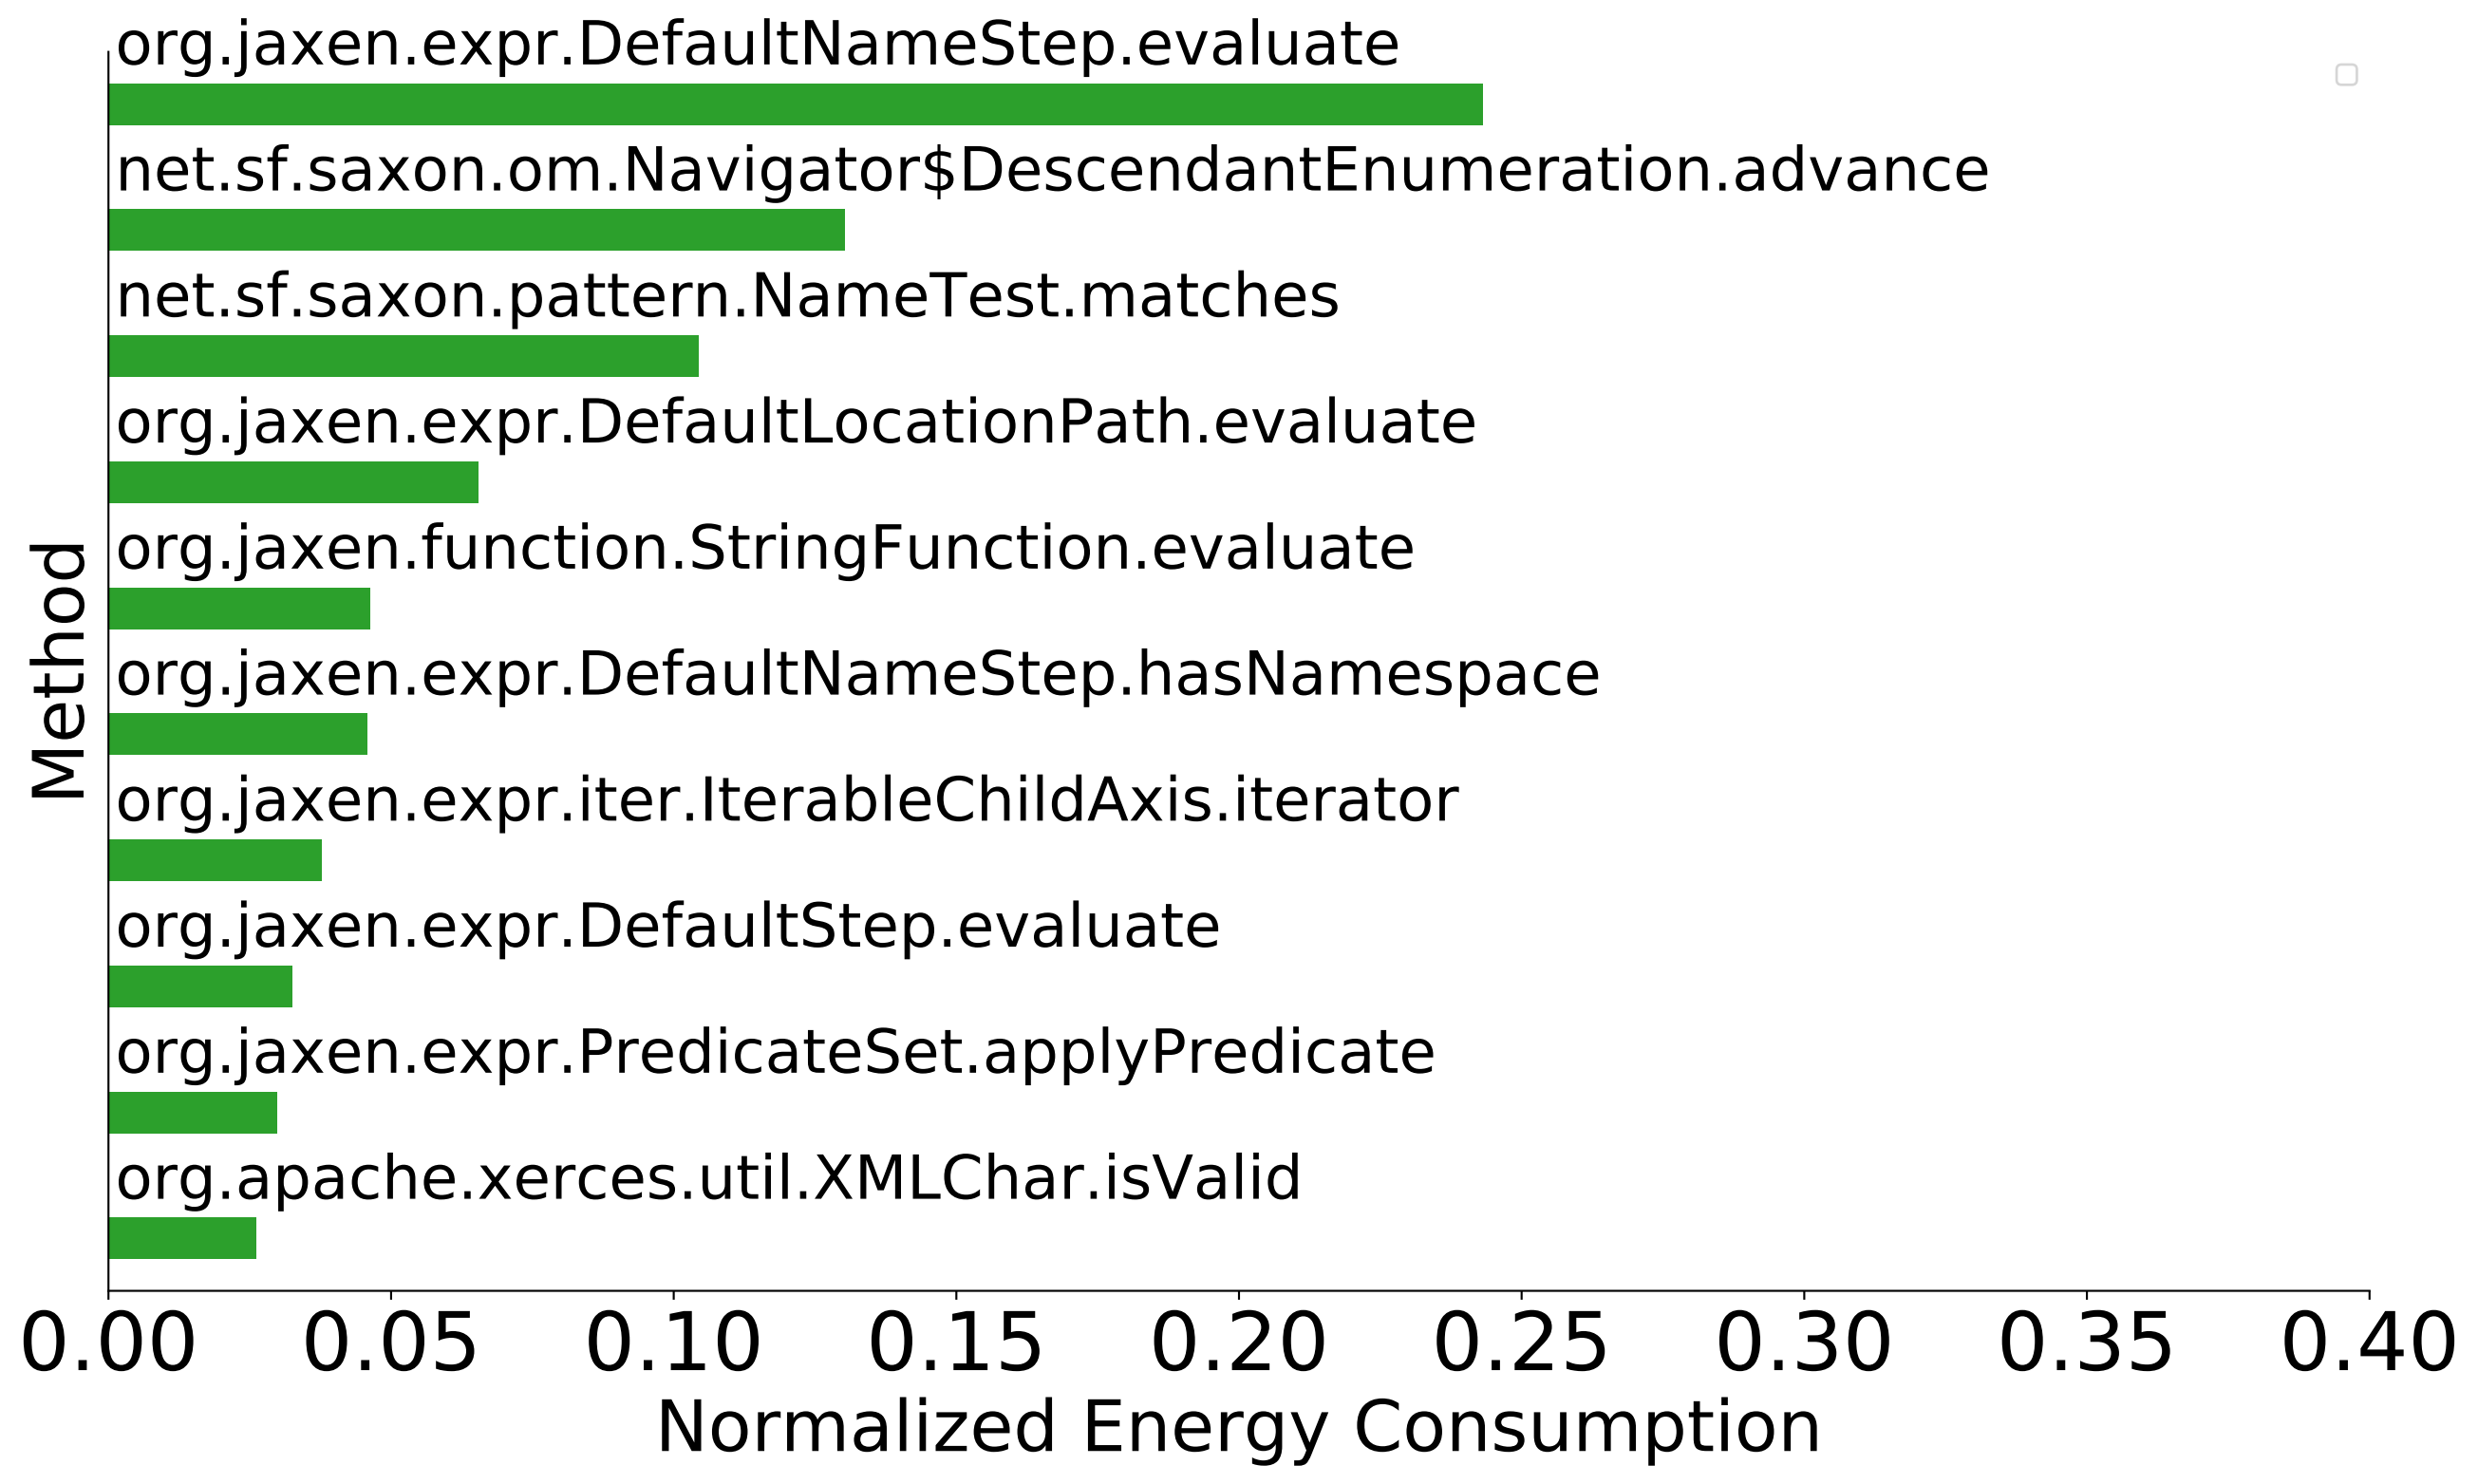 org.jaxen.expr.DefaultNameStep.evaluate
net.sf.saxon.om.Navigator$DescendantEnumeration.advance
net.sf.saxon.pattern.NameTest.matches
org.jaxen.expr.DefaultLocationPath.evaluate
org.jaxen.function.StringFunction.evaluate
org.jaxen.expr.DefaultNameStep.hasNamespace
org.jaxen.expr.iter.IterableChildAxis.iterator
org.jaxen.expr.DefaultStep.evaluate
org.jaxen.expr.PredicateSet.applyPredicate
org.apache.xerces.util.XMLChar.isValid
Method
0.00 0.05 0.10 0.15 0.20 0.25 0.30 0.35 0.40
Normalized Energy Consumption